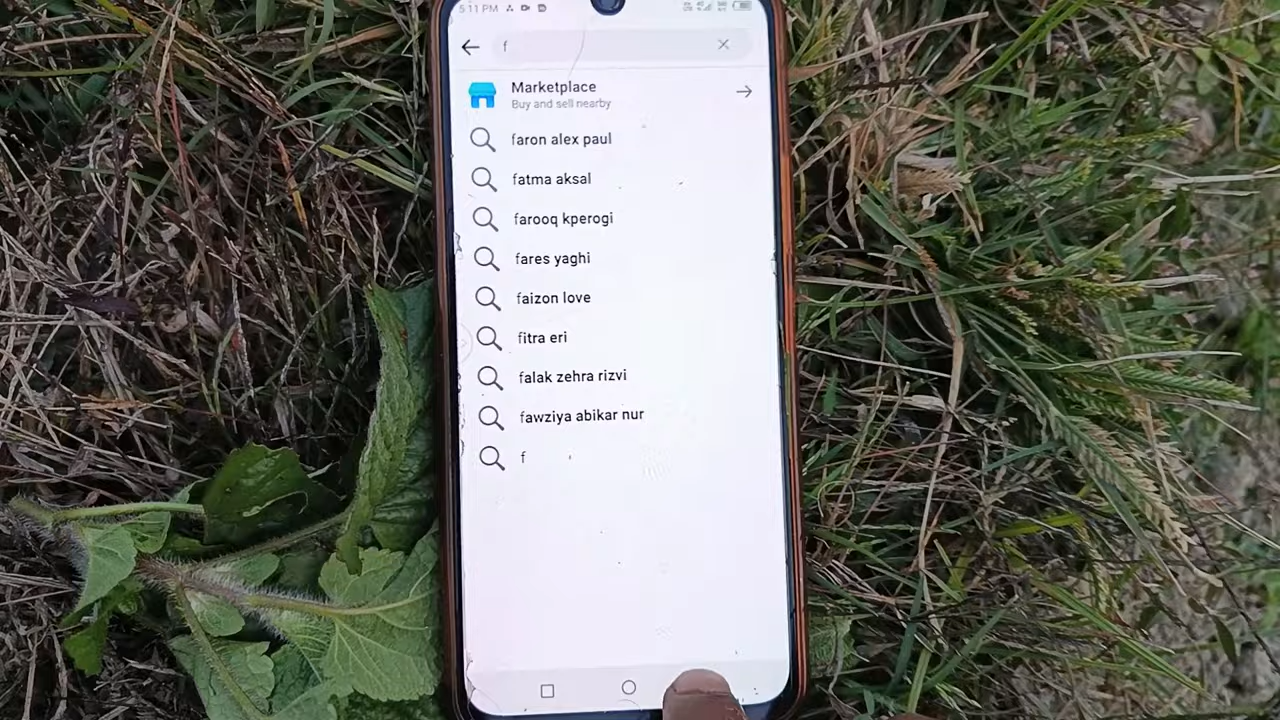 5:11 PM
f
Marketplace
Buy and sell nearby
faron alex paul
fatma aksal
farooq kperogi
fares yaghi
faizon love
fitra eri
falak zehra rizvi
fawziya abikar nur
f